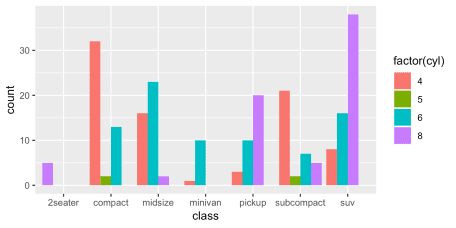 factor(cyl)
4
5
6
8
count
30
20
10
0
2seater compact midsize minivan pickup subcompact suv
class